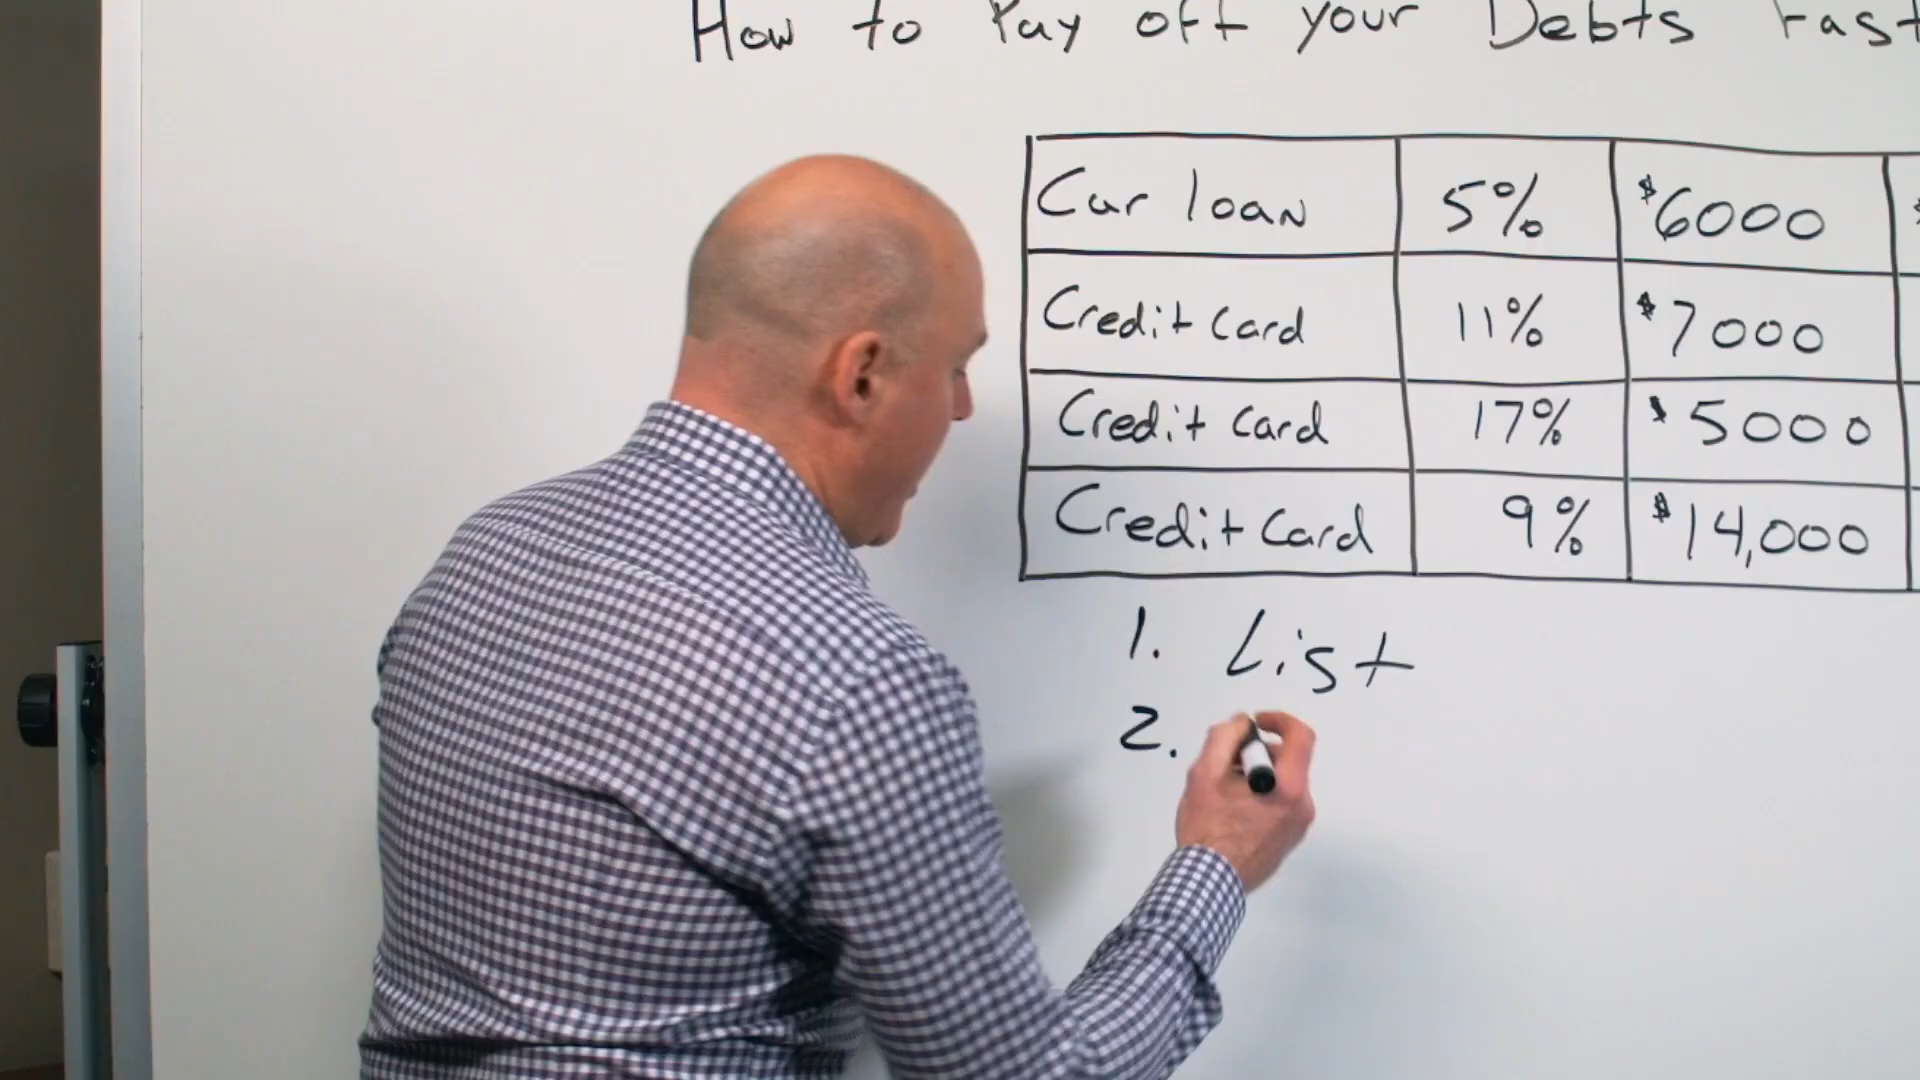 How to Pay off your Debts Fast
Car loan 5% $6000 $
Credit Card 11% $7000
Credit Card 17% $5000
Credit Card 9% $14,000
1. List
2.